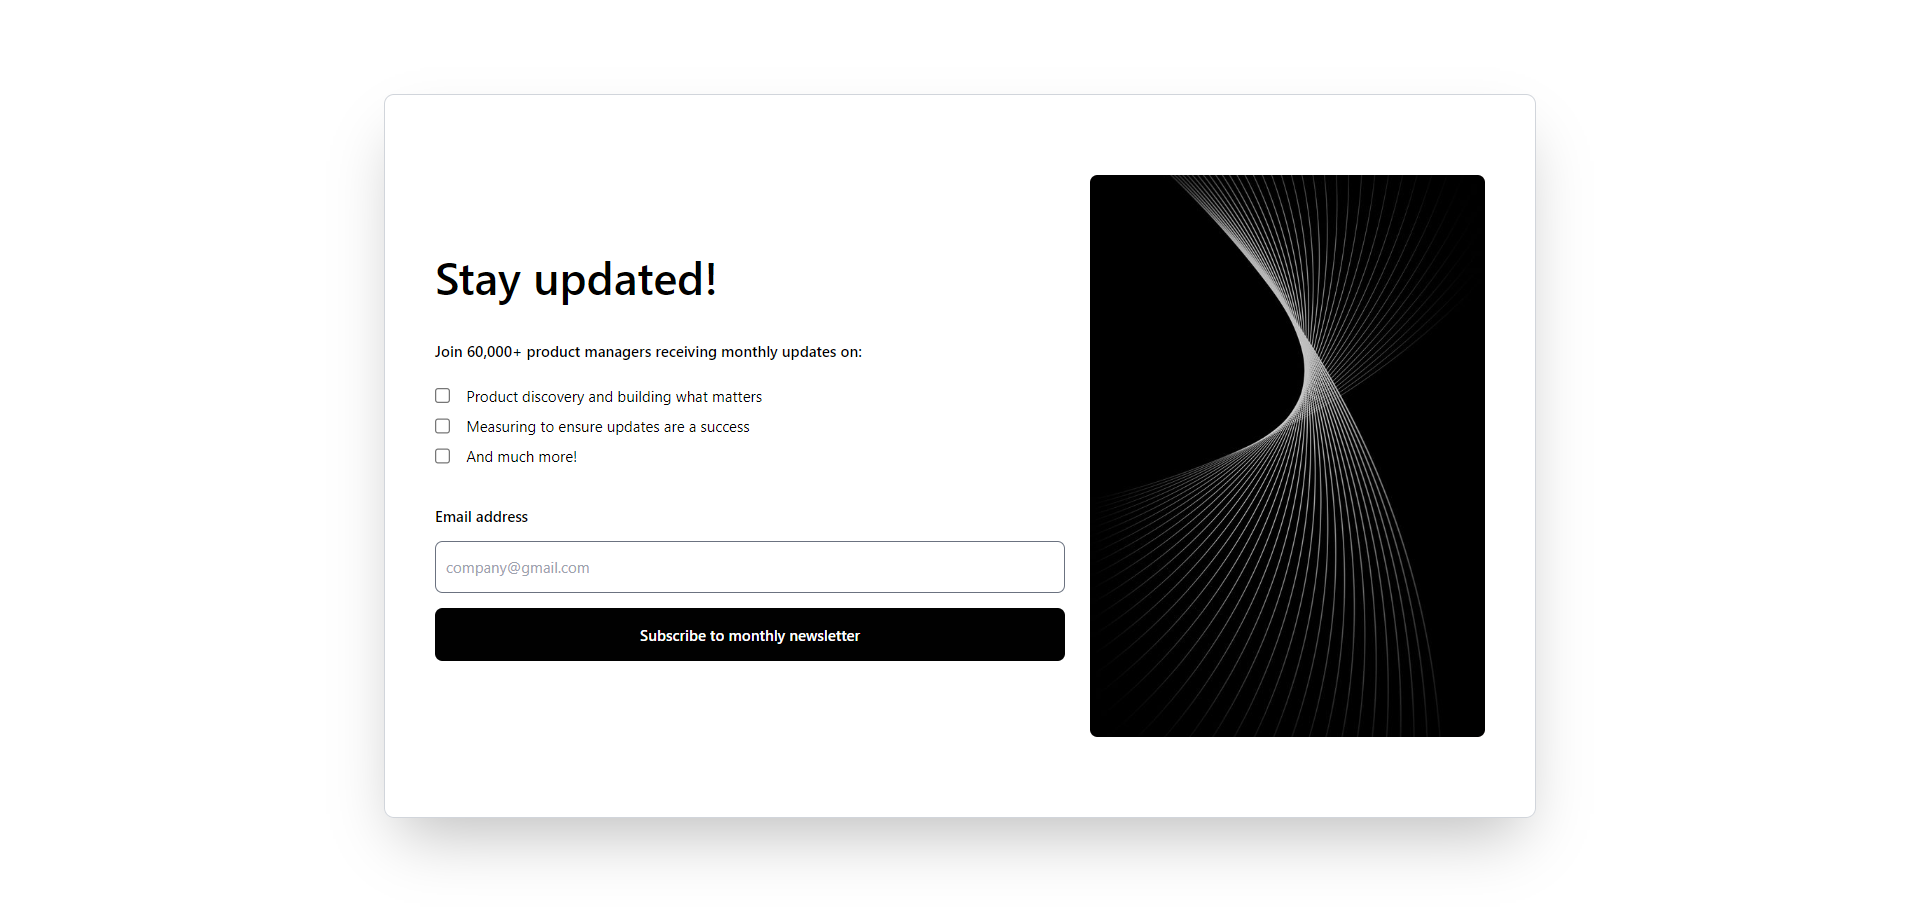 Stay updated!
Join 60,000+ product managers receiving monthly updates on:
Product discovery and building what matters
Measuring to ensure updates are a success
And much more!
Email address
company@gmail.com
Subscribe to monthly newsletter